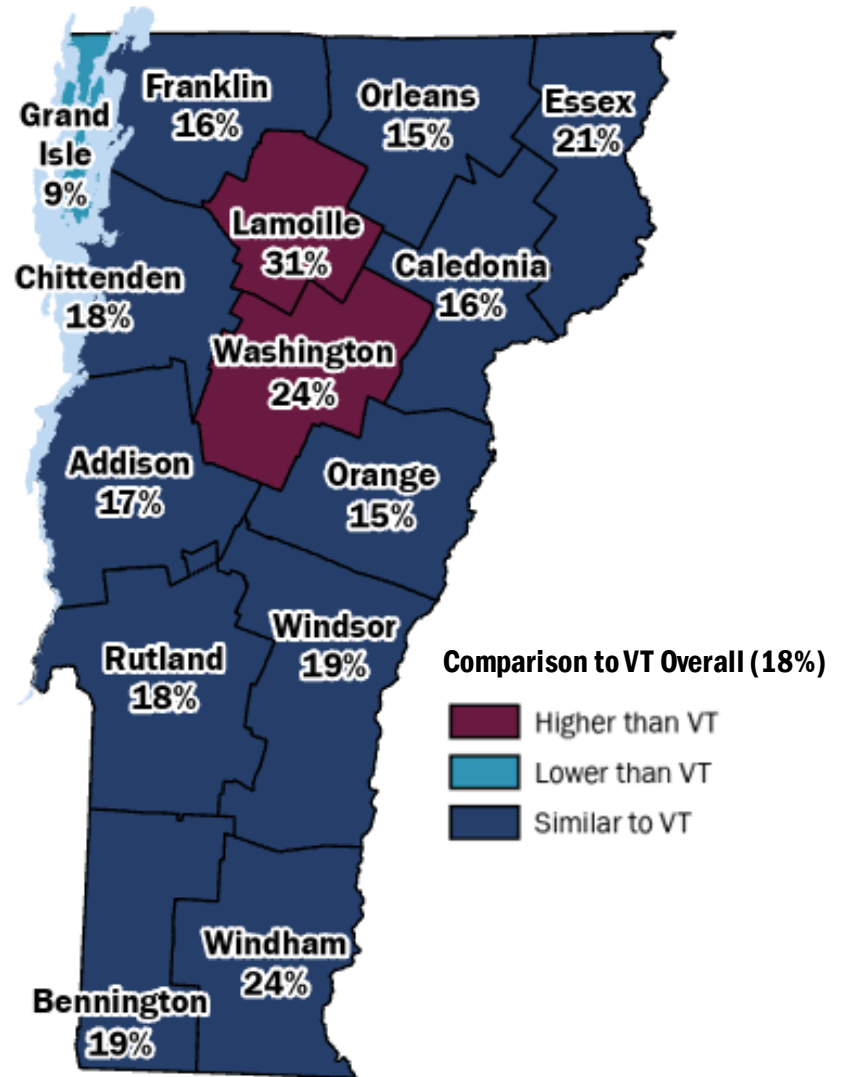 Franklin
16%
Orleans
15%
Essex
21%
Grand
Isle
9%
Lamoille
31%
Chittenden
18%
Caledonia
16%
Washington
24%
Addison
17%
Orange
15%
Windsor
19%
Rutland
18%
Comparison to VT Overall (18%)
Higher than VT
Lower than VT
Similar to VT
Windham
24%
Bennington
19%